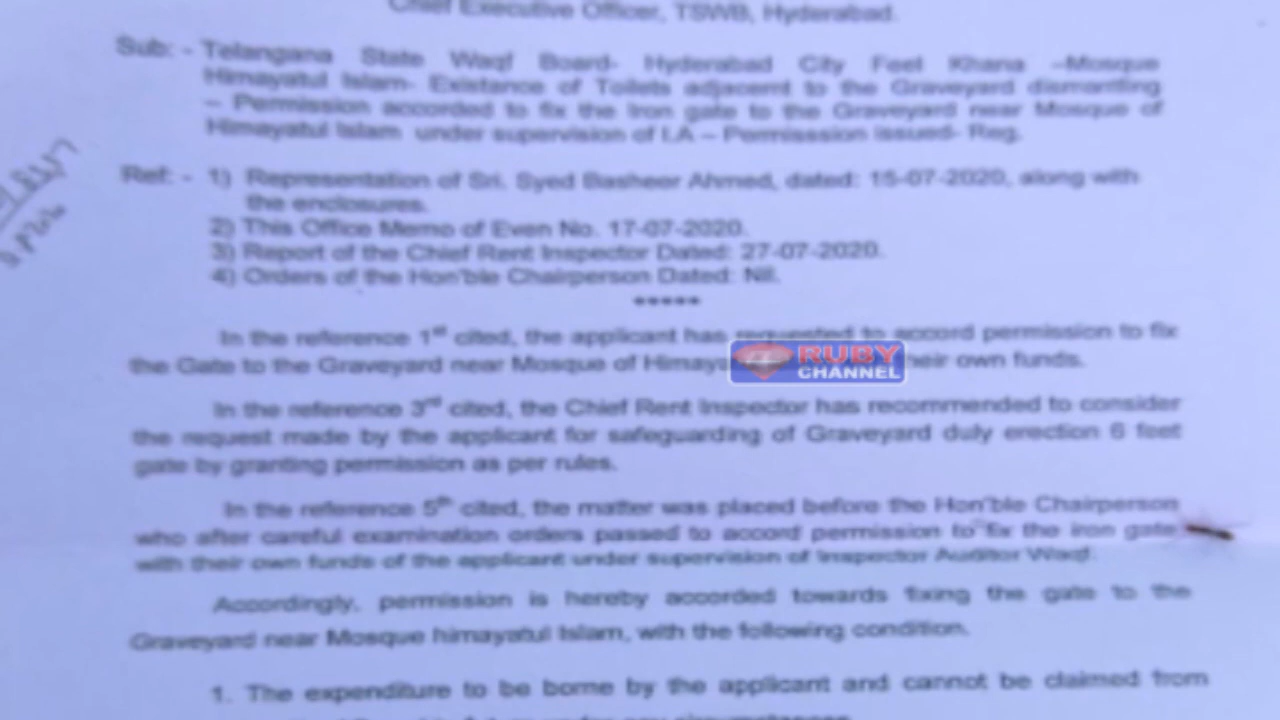 Chief Executive Officer, TSWB, Hyderabad.
Sub: - Telangana State Waqf Board- Hyderabad City Feel Khana –Mosque
Himayatul Islam- Existance of Toilets adjacent to the Graveyard dismantling
– Permission accorded to fix the Iron gate to the Graveyard near Mosque of
Himayatul Islam under supervision of I.A – Permisssion issued- Reg.
Ref: - 1) Representation of Sri. Syed Basheer Ahmed, dated: 15-07-2020, along with
the enclosures.
2) This Office Memo of Even No. 17-07-2020.
3) Report of the Chief Rent Inspector Dated: 27-07-2020.
4) Orders of the Hon'ble Chairperson Dated: Nil.
*****
In the reference 1st cited, the applicant has requested to accord permission to fix
the Gate to the Graveyard near Mosque of their own funds.
RUBY
CHANNEL
In the reference 3rd cited, the Chief Rent Inspector has recommended to consider
the request made by the applicant for safeguarding of Graveyard duly erection 6 feet
gate by granting permission as per rules.
In the reference 5th cited, the matter was placed before the Hon'ble Chairperson
who after careful examination orders passed to accord permission to fix the iron gate
with their own funds of the applicant under supervision of Inspector Auditor Waqf.
Accordingly, permission is hereby accorded towards fixing the gate to the
Graveyard near Mosque himayatul Islam, with the following condition.
1. The expenditure to be borne by the applicant and cannot be claimed from